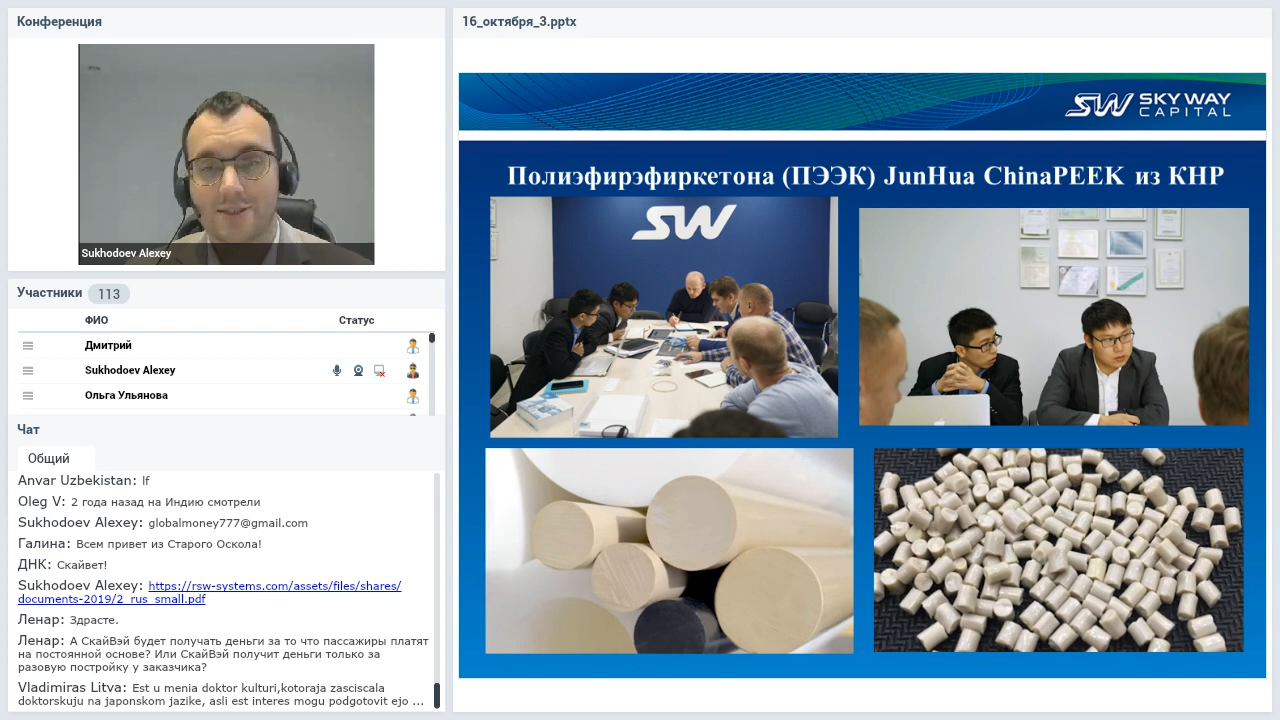 Конференция
Sukhodoev Alexey
Участники 113
ФИО Статус
Дмитрий
Sukhodoev Alexey
Ольга Ульянова
Чат
Общий
Anvar Uzbekistan: If
Oleg V: 2 года назад на Индию смотрели
Sukhodoev Alexey: globalmoney777@gmail.com
Галина: Всем привет из Старого Оскола!
ДНК: Скайвет!
Sukhodoev Alexey: https://rsw-systems.com/assets/files/shares/
documents-2019/2_rus_small.pdf
Ленар: Здрасте.
Ленар: А СкайВэй будет получать деньги за то что пассажиры платят
на постоянной основе? Или СкайВэй получит деньги только за
разовую постройку у заказчика?
Vladimiras Litva: Est u menia doktor kulturi,kotoraja zasciscala
doktorskuju na japonskom jazike, asli est interes mogu podgotovit ejo ...
16_октября_3.pptx
SW SKY WAY
CAPITAL
Полиэфирэфиркетона (ПЭЭК) JunHua ChinaPEEK из КНР
SW